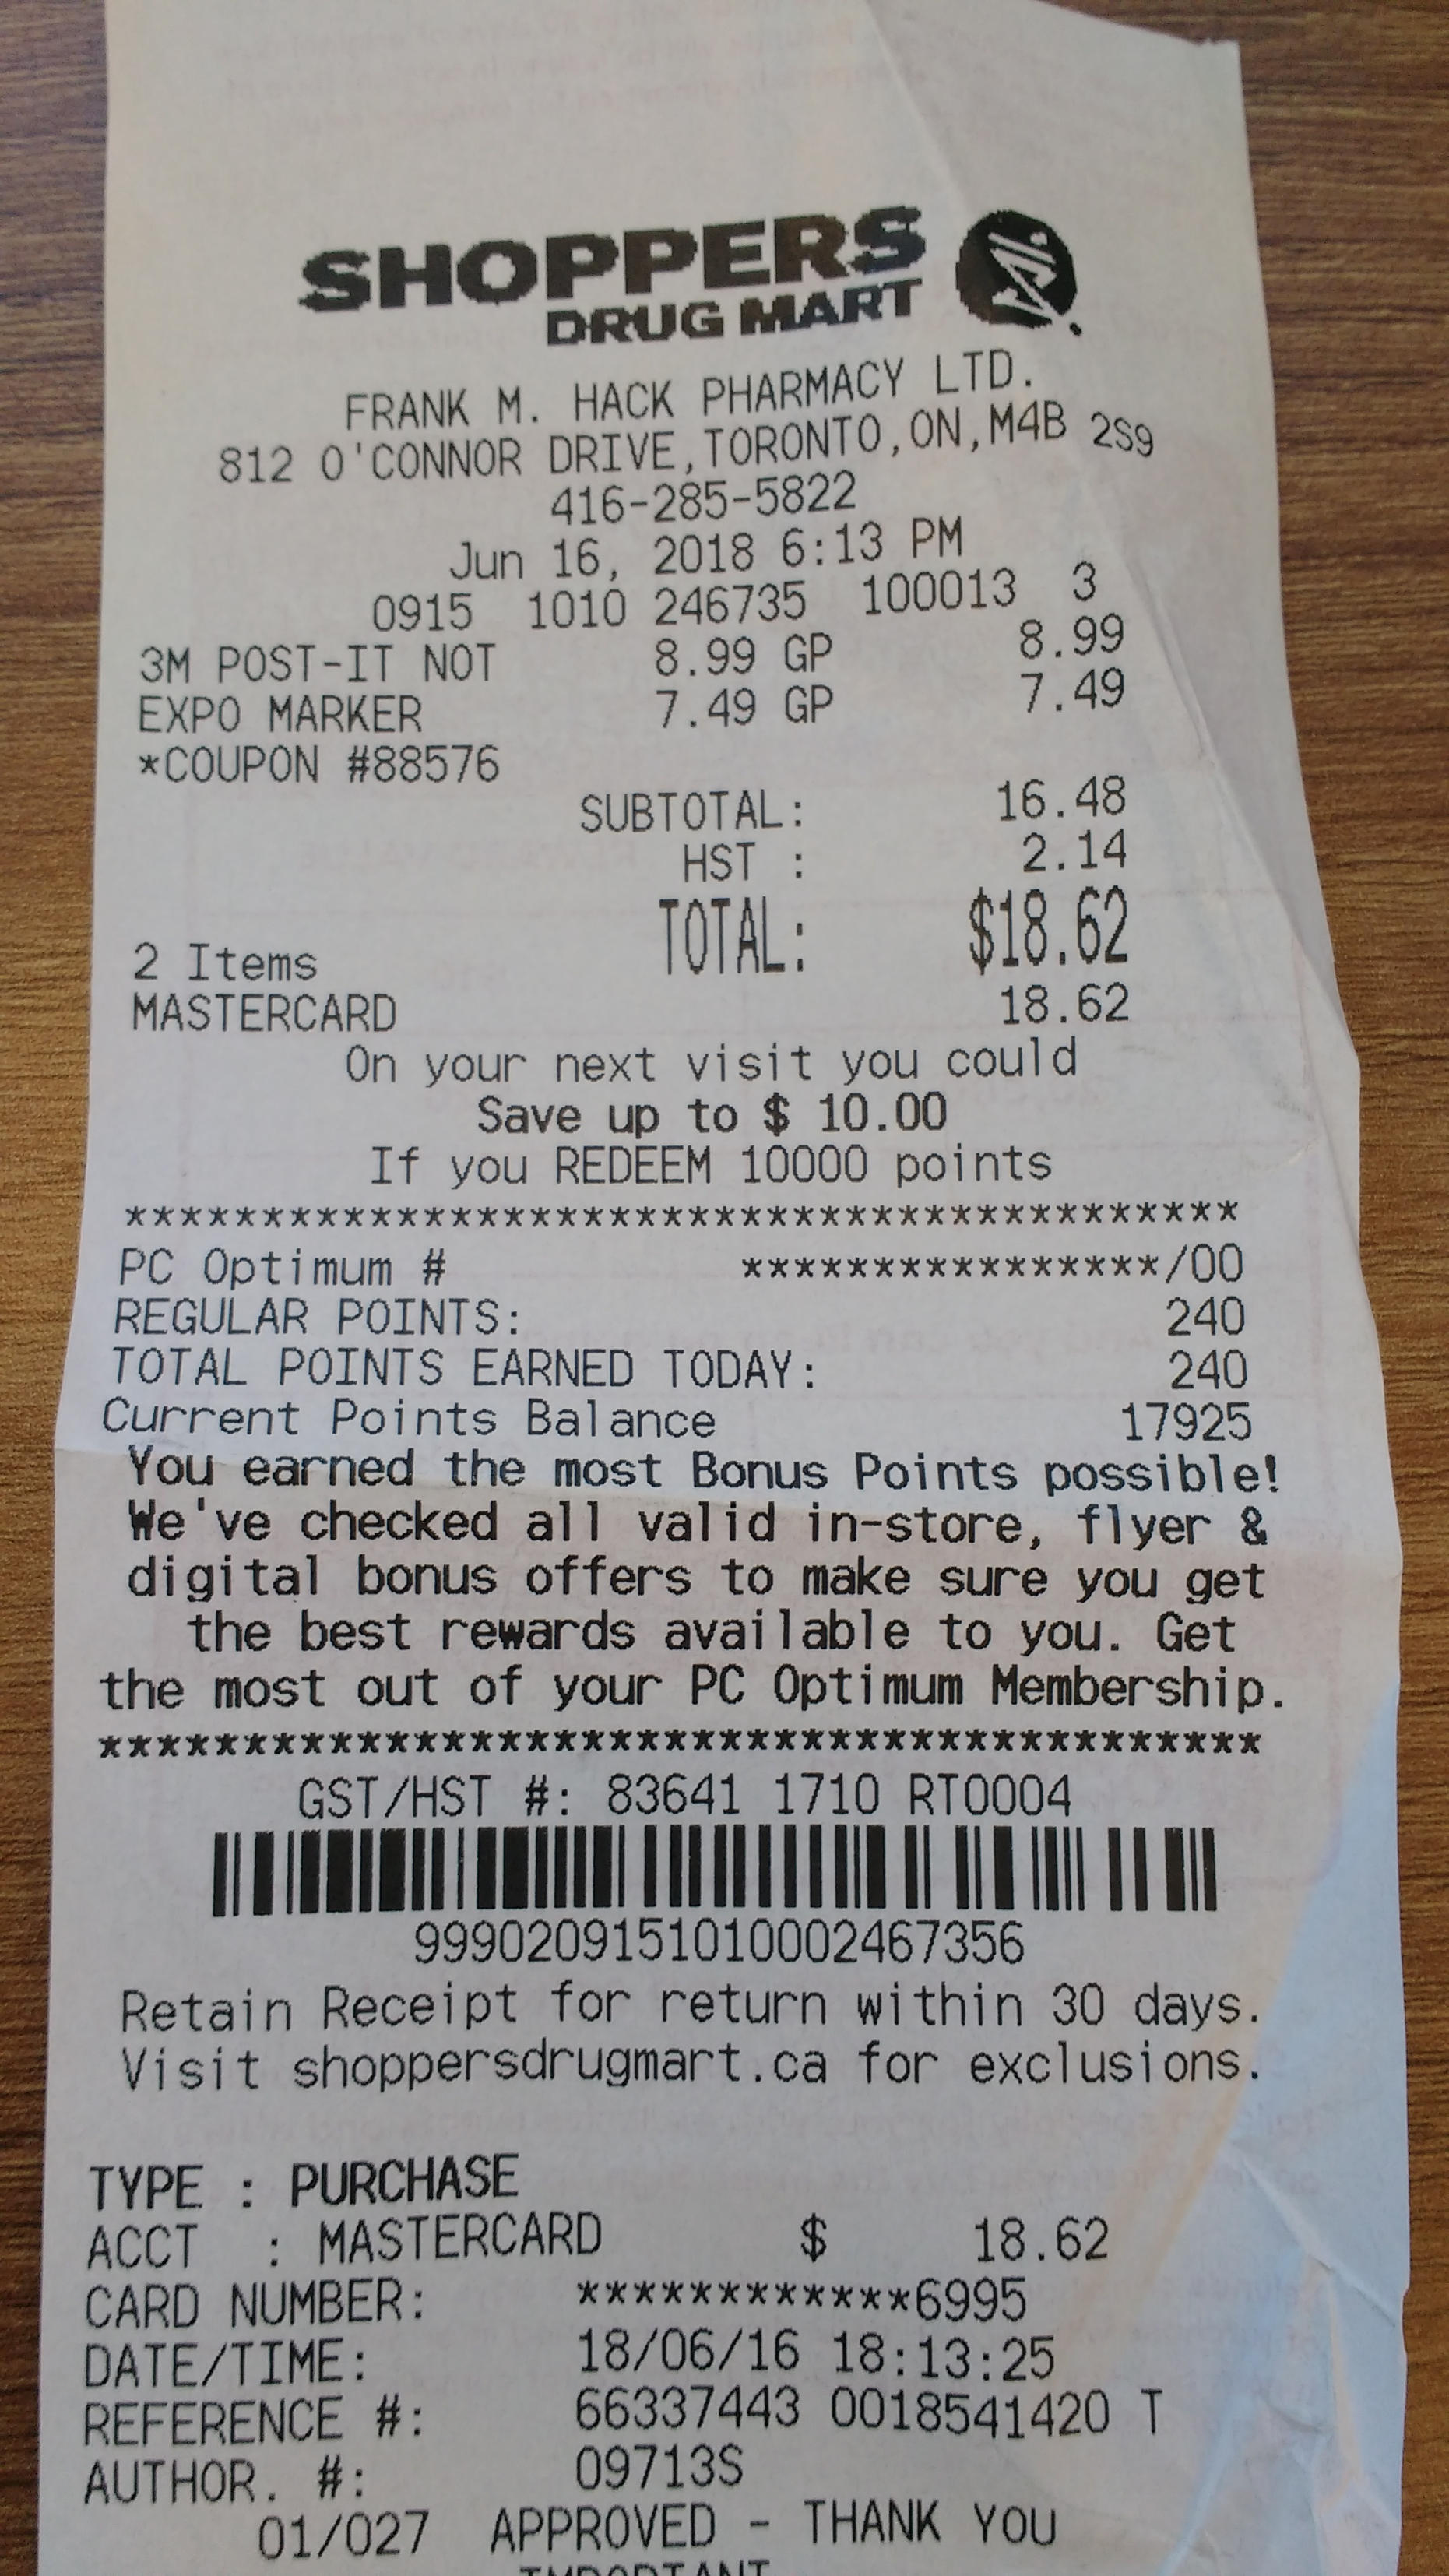 SHOPPERS
DRUG MART
FRANK M. HACK PHARMACY LTD.
812 O'CONNOR DRIVE,TORONTO,ON,M4B 2S9
416-285-5822
Jun 16, 2018 6:13 PM
0915 1010 246735 100013 3
3M POST-IT NOT 8.99 GP 8.99
EXPO MARKER 7.49 GP 7.49
*COUPON #88576
SUBTOTAL: 16.48
HST : 2.14
TOTAL: $18.62
2 Items
MASTERCARD 18.62
On your next visit you could
Save up to $ 10.00
If you REDEEM 10000 points
******************************************
PC Optimum # ****************/00
REGULAR POINTS: 240
TOTAL POINTS EARNED TODAY: 240
Current Points Balance 17925
You earned the most Bonus Points possible!
We've checked all valid in-store, flyer &
digital bonus offers to make sure you get
the best rewards available to you. Get
the most out of your PC Optimum Membership.
******************************************
GST/HST #: 83641 1710 RT0004
9990209151010002467356
Retain Receipt for return within 30 days.
Visit shoppersdrugmart.ca for exclusions.
TYPE : PURCHASE
ACCT : MASTERCARD $ 18.62
CARD NUMBER: ************6995
DATE/TIME: 18/06/16 18:13:25
REFERENCE #: 66337443 0018541420 T
AUTHOR. #: 09713S
01/027 APPROVED - THANK YOU
IMPORTANT